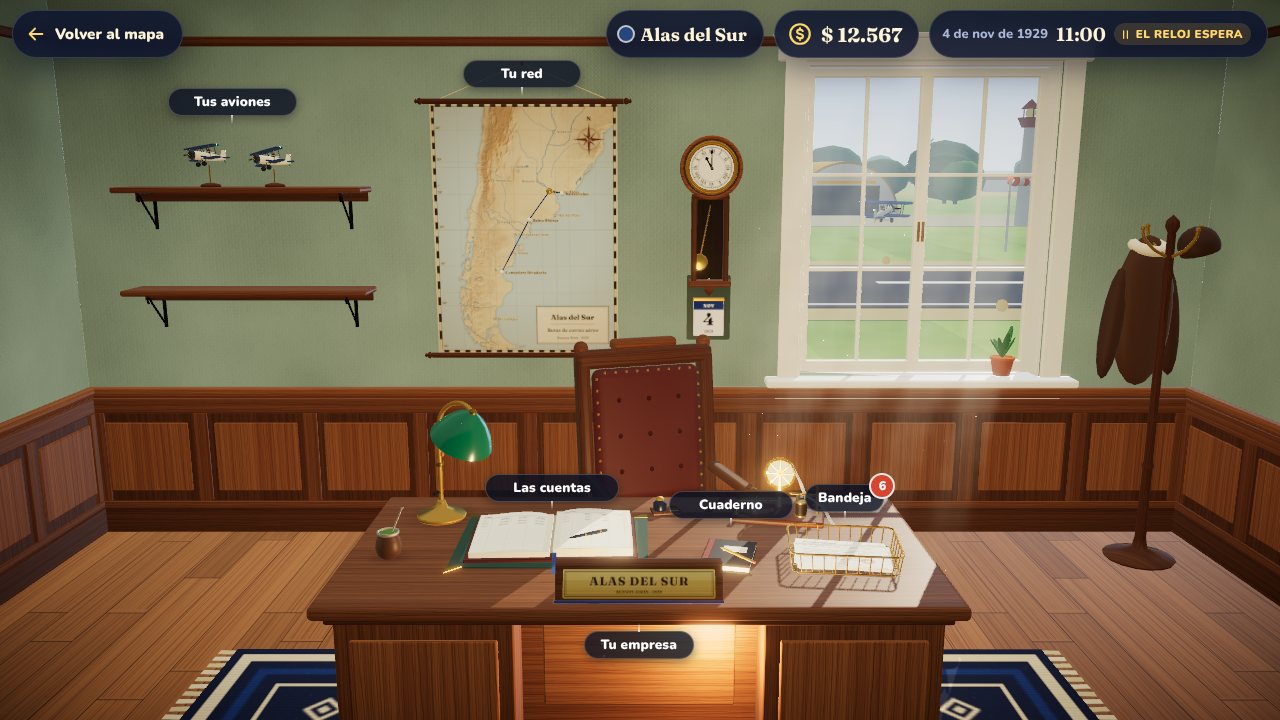 Volver al mapa
Alas del Sur
$ 12.567
4 de nov de 1929 11:00 EL RELOJ ESPERA
Tu red
Tus aviones
N
Alas del Sur
NOV
4
Las cuentas
Cuaderno
Bandeja
6
ALAS DEL SUR
Tu empresa